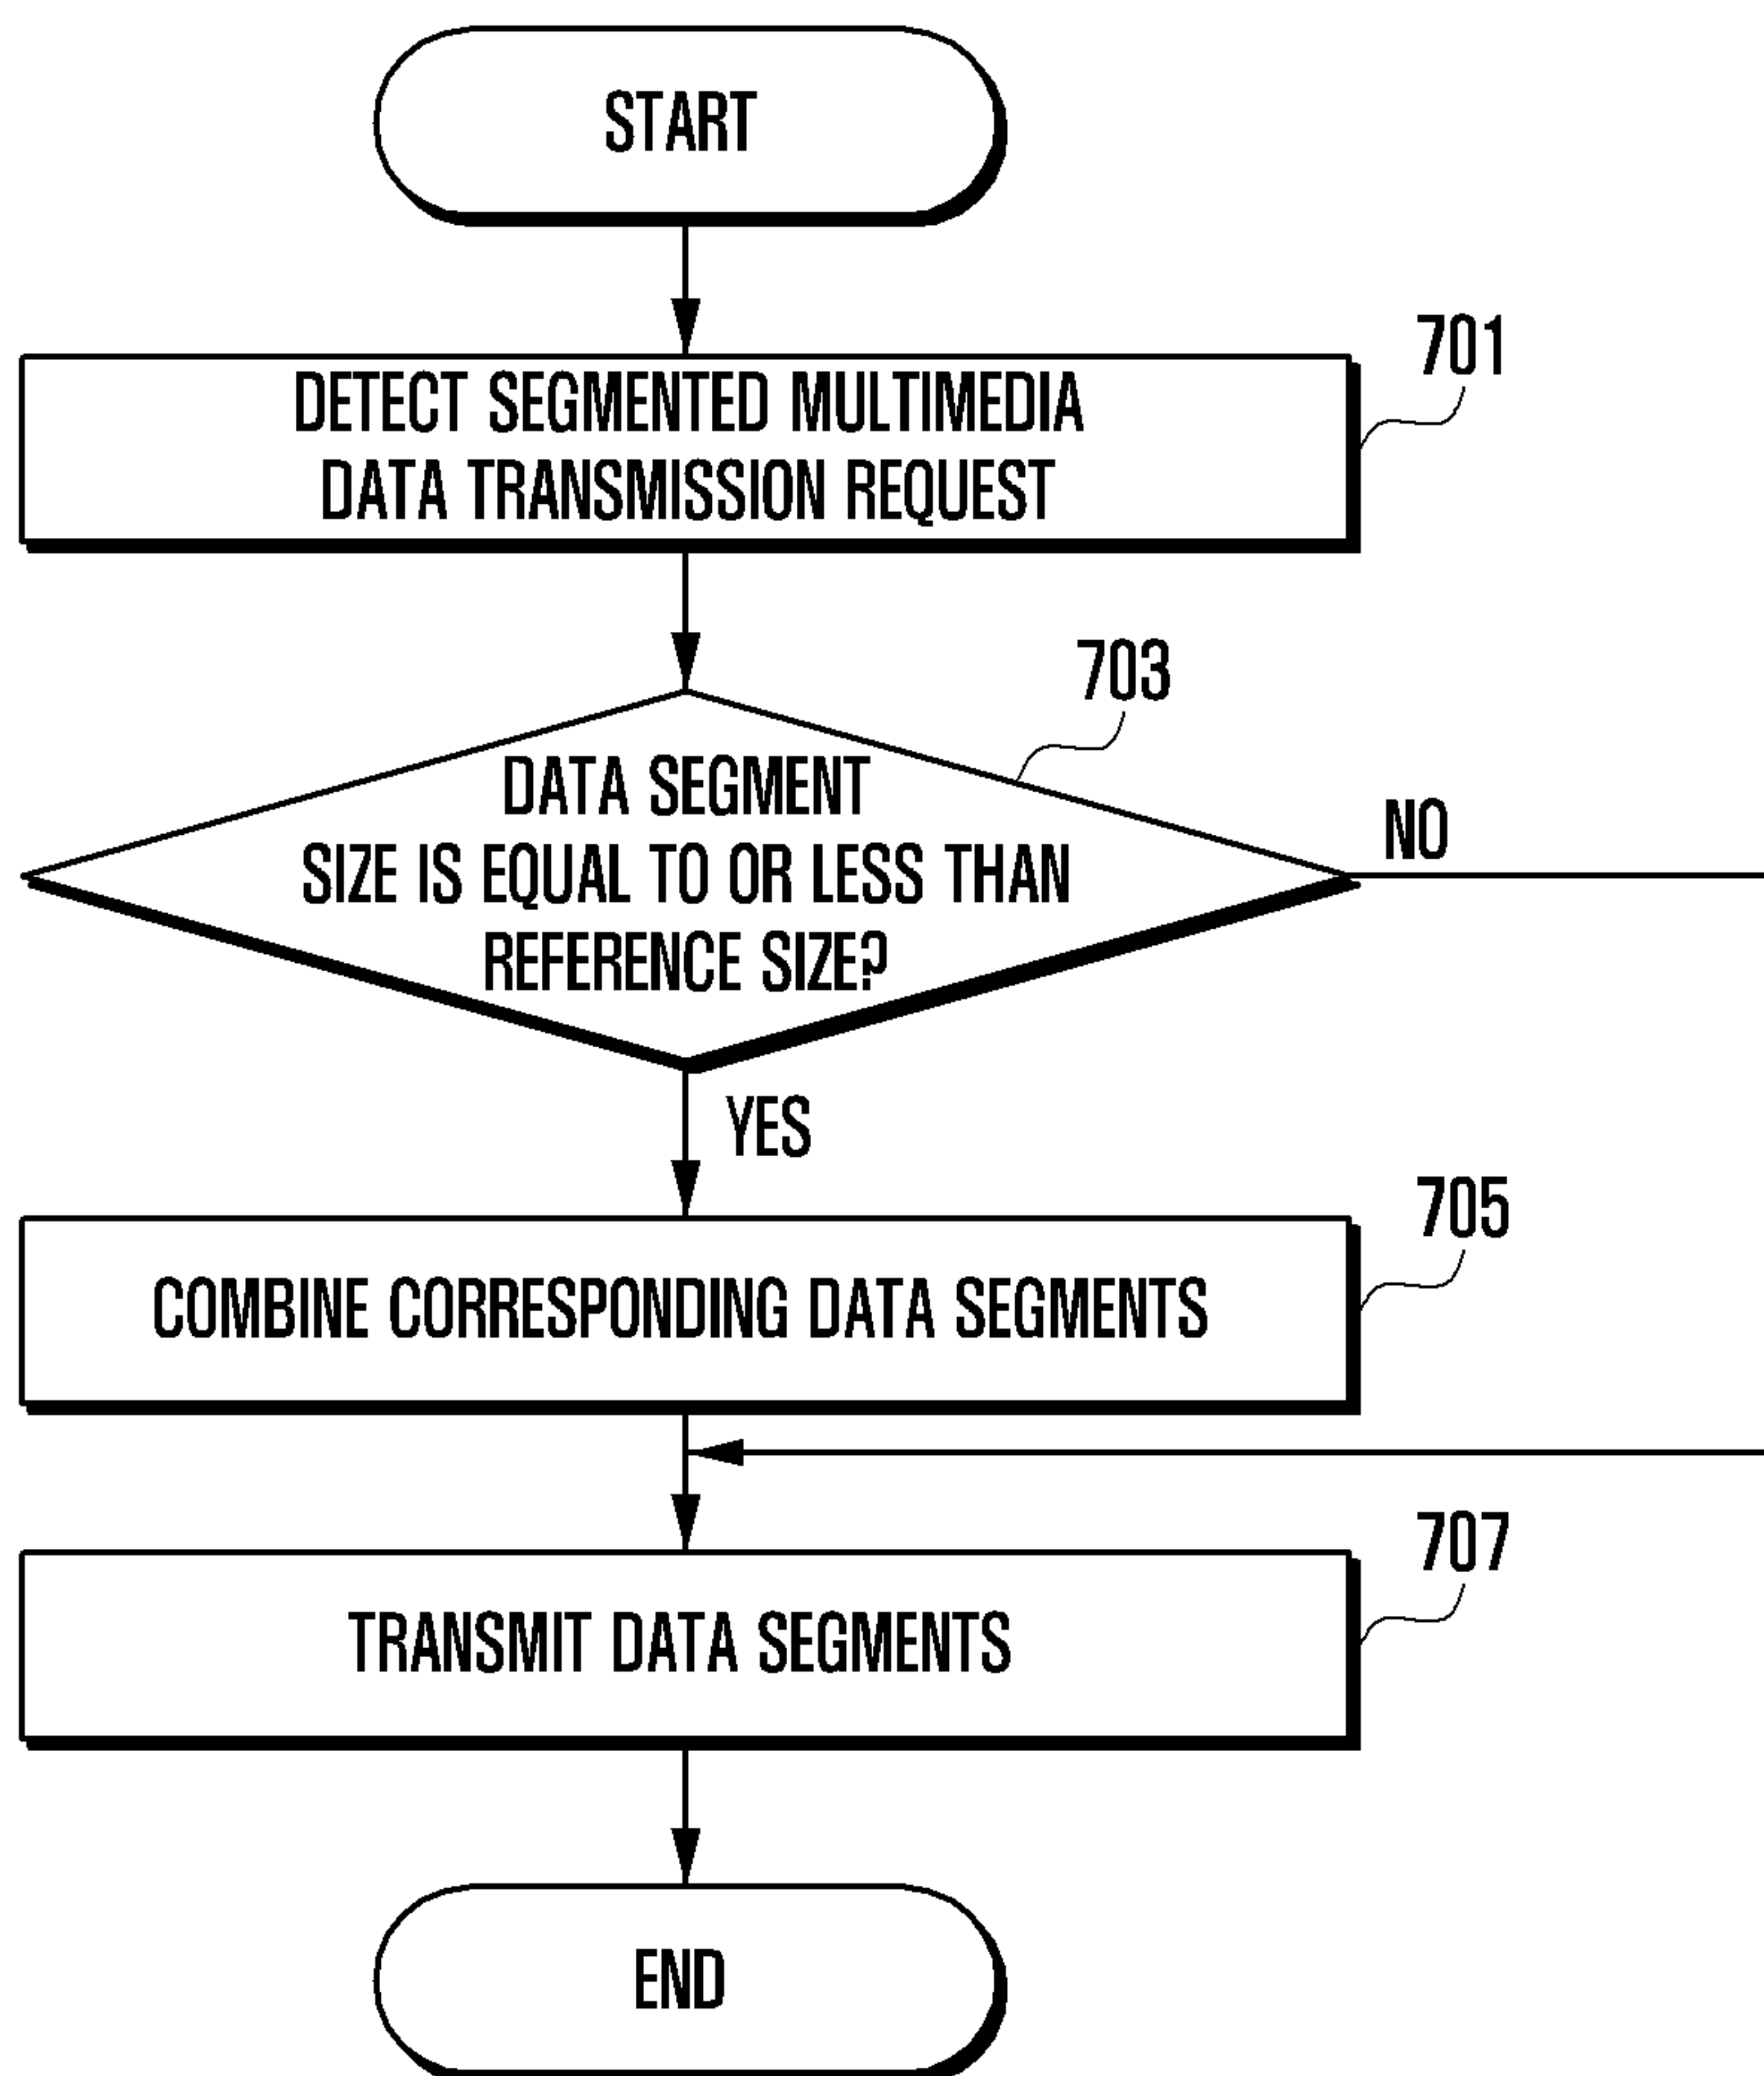 START
701
DETECT SEGMENTED MULTIMEDIA
DATA TRANSMISSION REQUEST
703
DATA SEGMENT
SIZE IS EQUAL TO OR LESS THAN
REFERENCE SIZE?
NO
YES
705
COMBINE CORRESPONDING DATA SEGMENTS
707
TRANSMIT DATA SEGMENTS
END